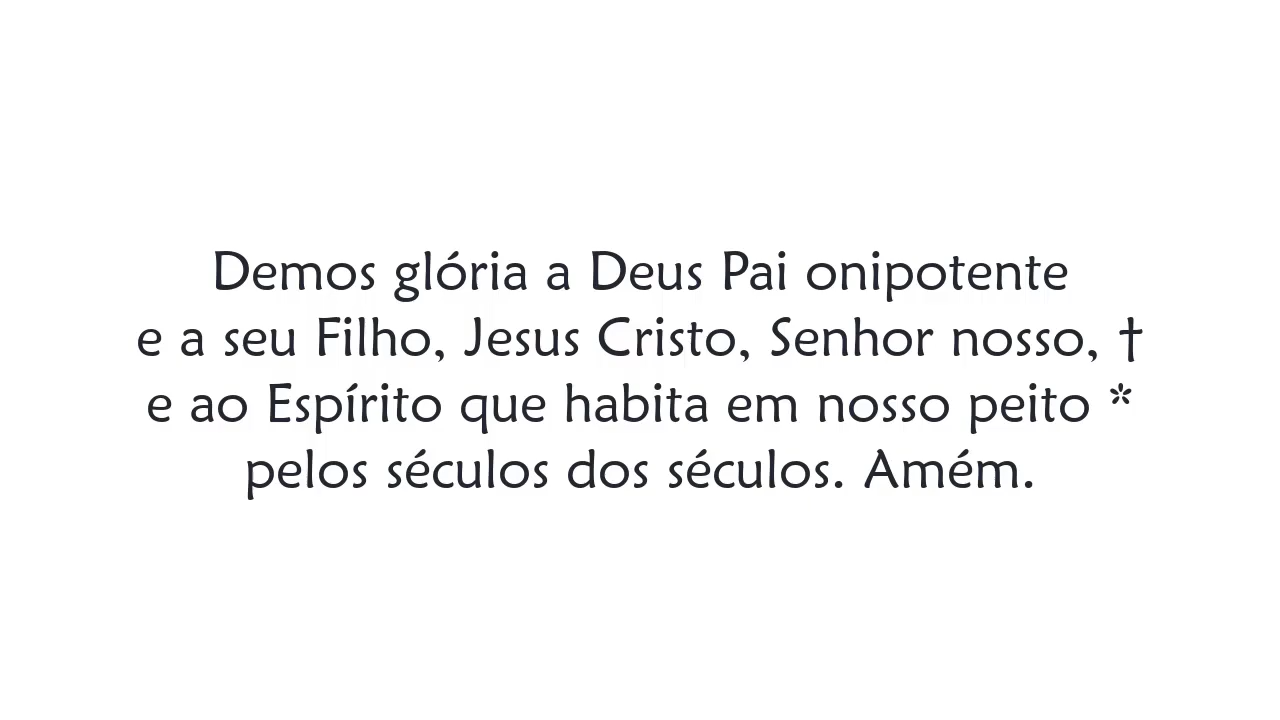 Demos glória a Deus Pai onipotente
e a seu Filho, Jesus Cristo, Senhor nosso, †
e ao Espírito que habita em nosso peito *
pelos séculos dos séculos. Amém.